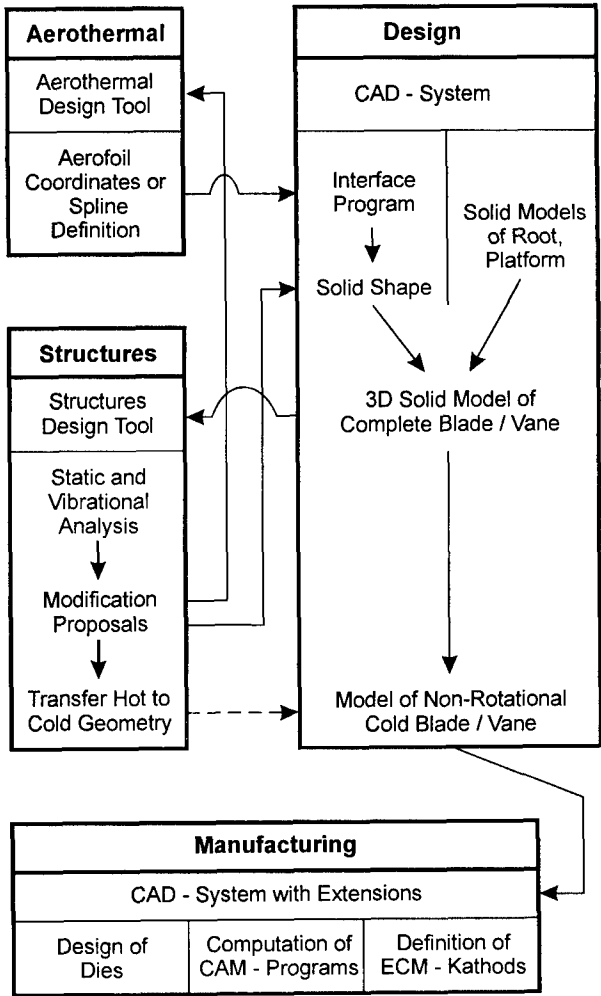 Aerothermal
Aerothermal
Design Tool
Aerofoil
Coordinates or
Spline
Definition
Structures
Structures
Design Tool
Static and
Vibrational
Analysis
Modification
Proposals
Transfer Hot to
Cold Geometry
Design
CAD - System
Interface
Program
Solid Shape
Solid Models
of Root,
Platform
3D Solid Model of
Complete Blade / Vane
Model of Non-Rotational
Cold Blade / Vane
Manufacturing
CAD - System with Extensions
Design of
Dies
Computation of
CAM - Programs
Definition of
ECM - Kathods